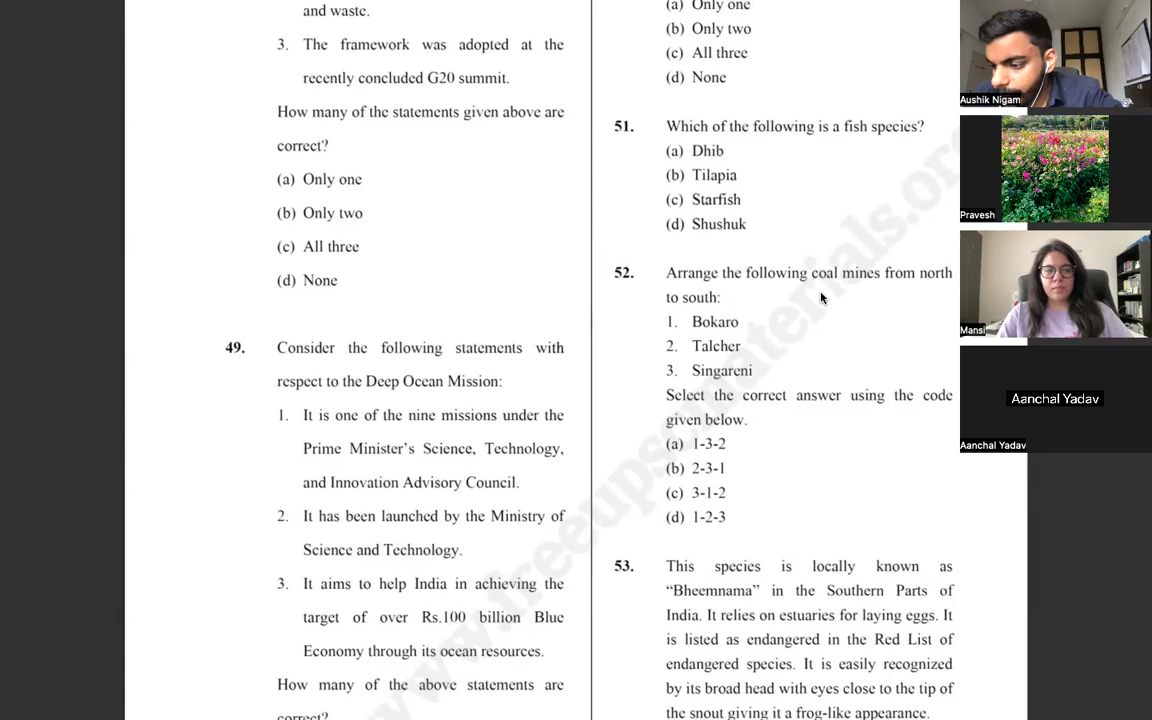 and waste.
3. The framework was adopted at the
recently concluded G20 summit.
How many of the statements given above are
correct?
(a) Only one
(b) Only two
(c) All three
(d) None
49. Consider the following statements with
respect to the Deep Ocean Mission:
1. It is one of the nine missions under the
Prime Minister's Science, Technology,
and Innovation Advisory Council.
2. It has been launched by the Ministry of
Science and Technology.
3. It aims to help India in achieving the
target of over Rs.100 billion Blue
Economy through its ocean resources.
How many of the above statements are
correct?
(a) Only one
(b) Only two
(c) All three
(d) None
51. Which of the following is a fish species?
(a) Dhib
(b) Tilapia
(c) Starfish
(d) Shushuk
52. Arrange the following coal mines from north
to south:
1. Bokaro
2. Talcher
3. Singareni
Select the correct answer using the code
given below.
(a) 1-3-2
(b) 2-3-1
(c) 3-1-2
(d) 1-2-3
53. This species is locally known as
"Bheemnama" in the Southern Parts of
India. It relies on estuaries for laying eggs. It
is listed as endangered in the Red List of
endangered species. It is easily recognized
by its broad head with eyes close to the tip of
the snout giving it a frog-like appearance.
www.freeupscmaterials.org
Aushik Nigam
Pravesh
Mansi
Aanchal Yadav
Aanchal Yadav